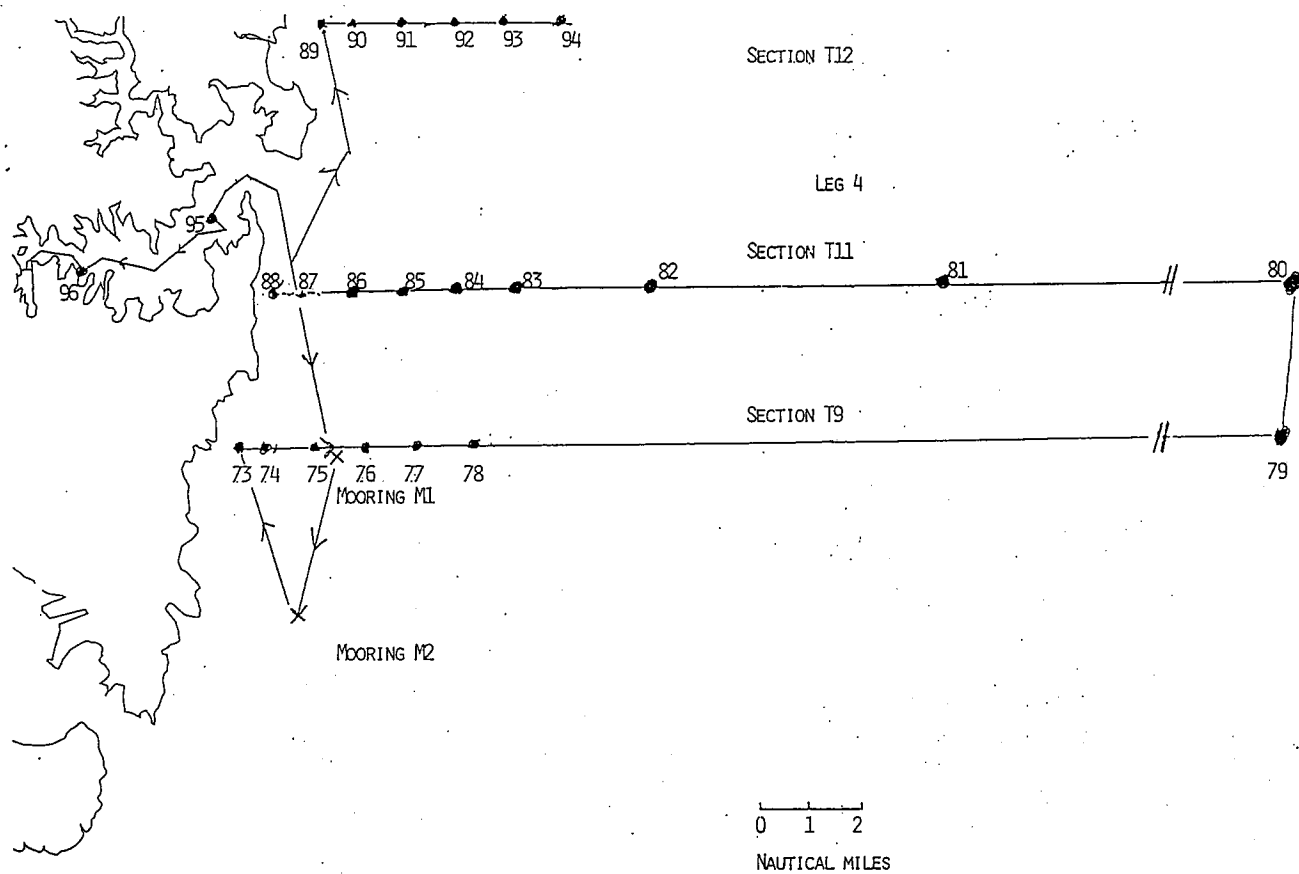 89 90 91 92 93 94
SECTION T12
LEG 4
95
SECTION T11
96
88 87 86 85 84 83 82 81 80
SECTION T9
73 74 75 76 77 78 79
MOORING M1
MOORING M2
0 1 2
NAUTICAL MILES